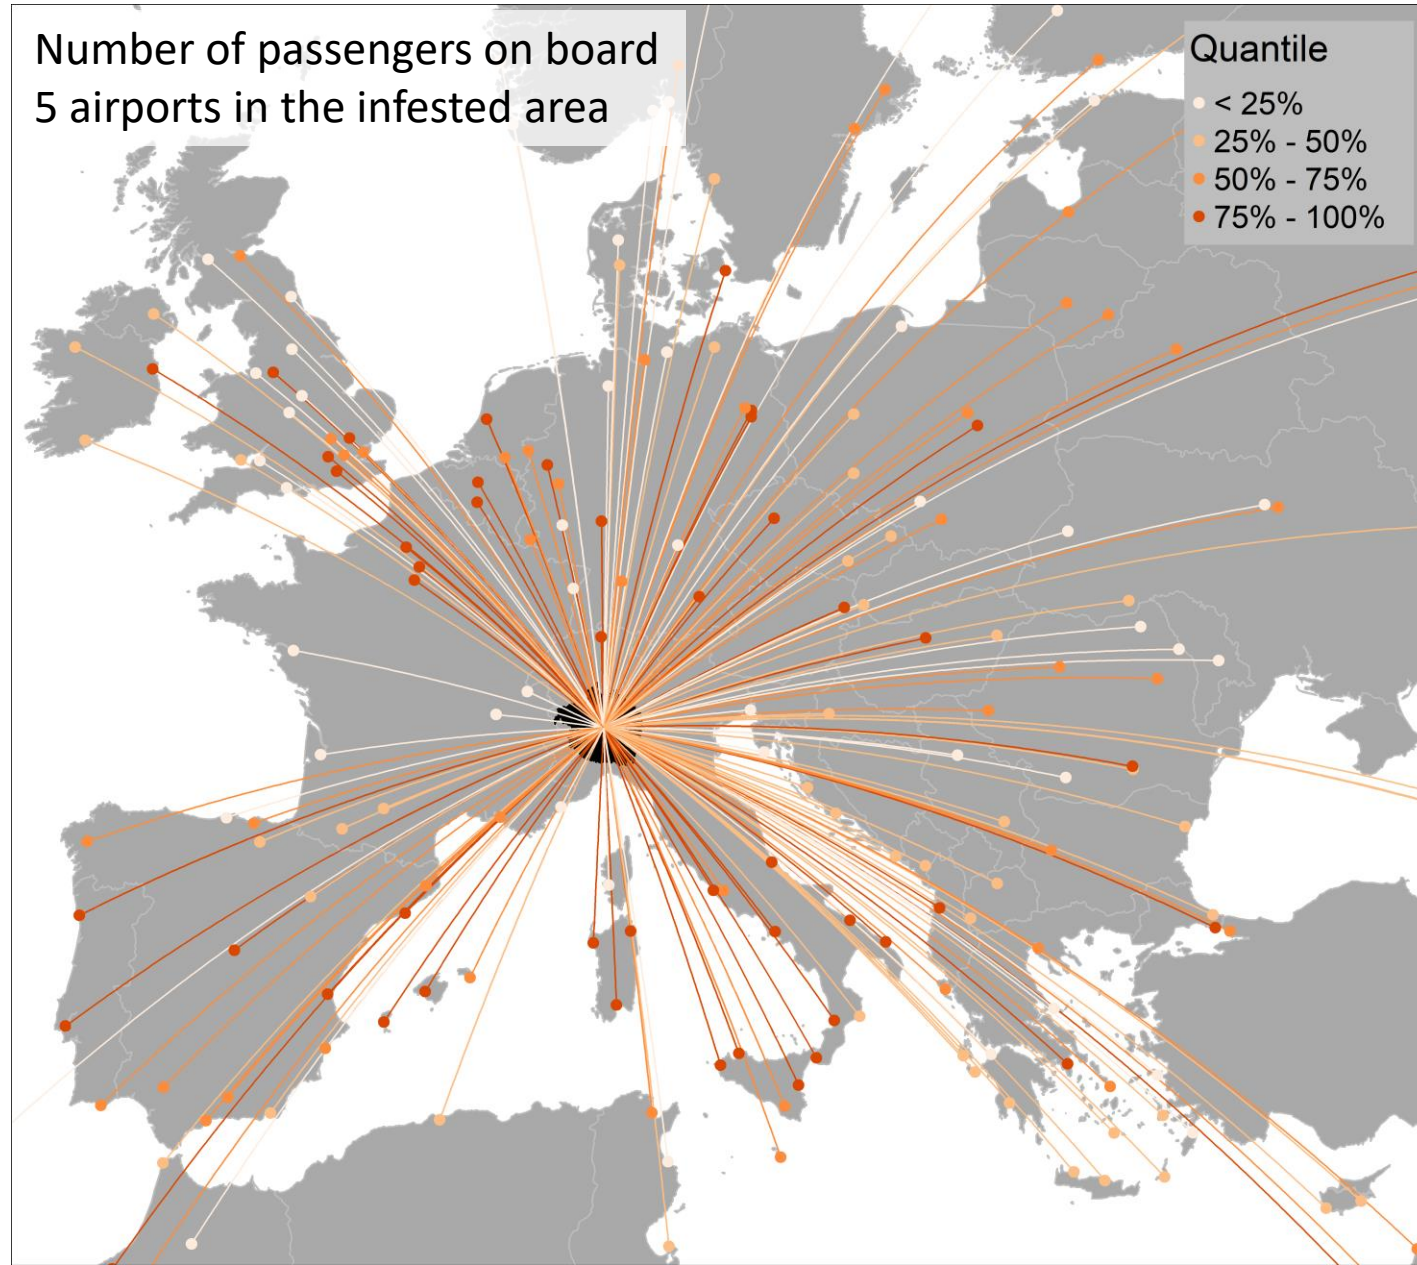 Number of passengers on board
5 airports in the infested area
Quantile
< 25%
25% - 50%
50% - 75%
75% - 100%